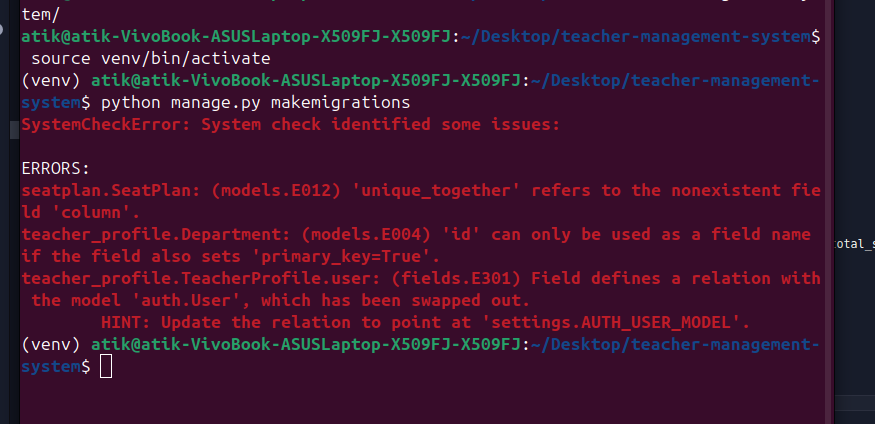 tem/
atik@atik-VivoBook-ASUSLaptop-X509FJ-X509FJ:~/Desktop/teacher-management-system$
 source venv/bin/activate
(venv) atik@atik-VivoBook-ASUSLaptop-X509FJ-X509FJ:~/Desktop/teacher-management-
system$ python manage.py makemigrations
SystemCheckError: System check identified some issues:
ERRORS:
seatplan.SeatPlan: (models.E012) 'unique_together' refers to the nonexistent fie
ld 'column'.
teacher_profile.Department: (models.E004) 'id' can only be used as a field name
if the field also sets 'primary_key=True'.
teacher_profile.TeacherProfile.user: (fields.E301) Field defines a relation with
 the model 'auth.User', which has been swapped out.
        HINT: Update the relation to point at 'settings.AUTH_USER_MODEL'.
(venv) atik@atik-VivoBook-ASUSLaptop-X509FJ-X509FJ:~/Desktop/teacher-management-
system$
otal_s